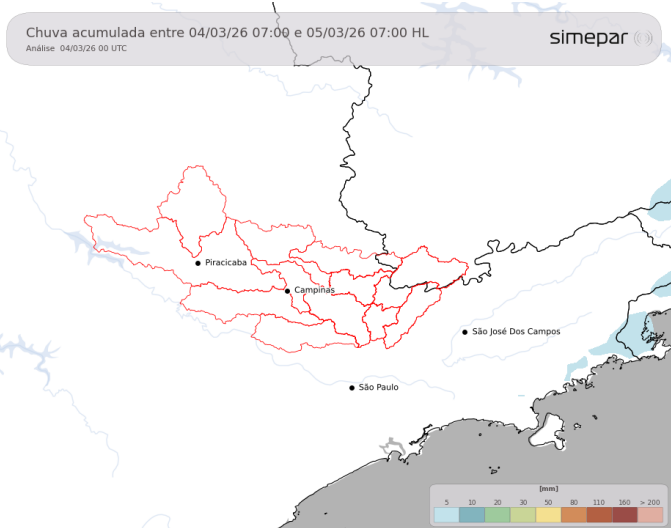 Chuva acumulada entre 04/03/26 07:00 e 05/03/26 07:00 HL
Análise 04/03/26 00 UTC
simepar
Piracicaba
Campinas
São José Dos Campos
São Paulo
[mm]
5 10 20 30 50 80 110 160 > 200